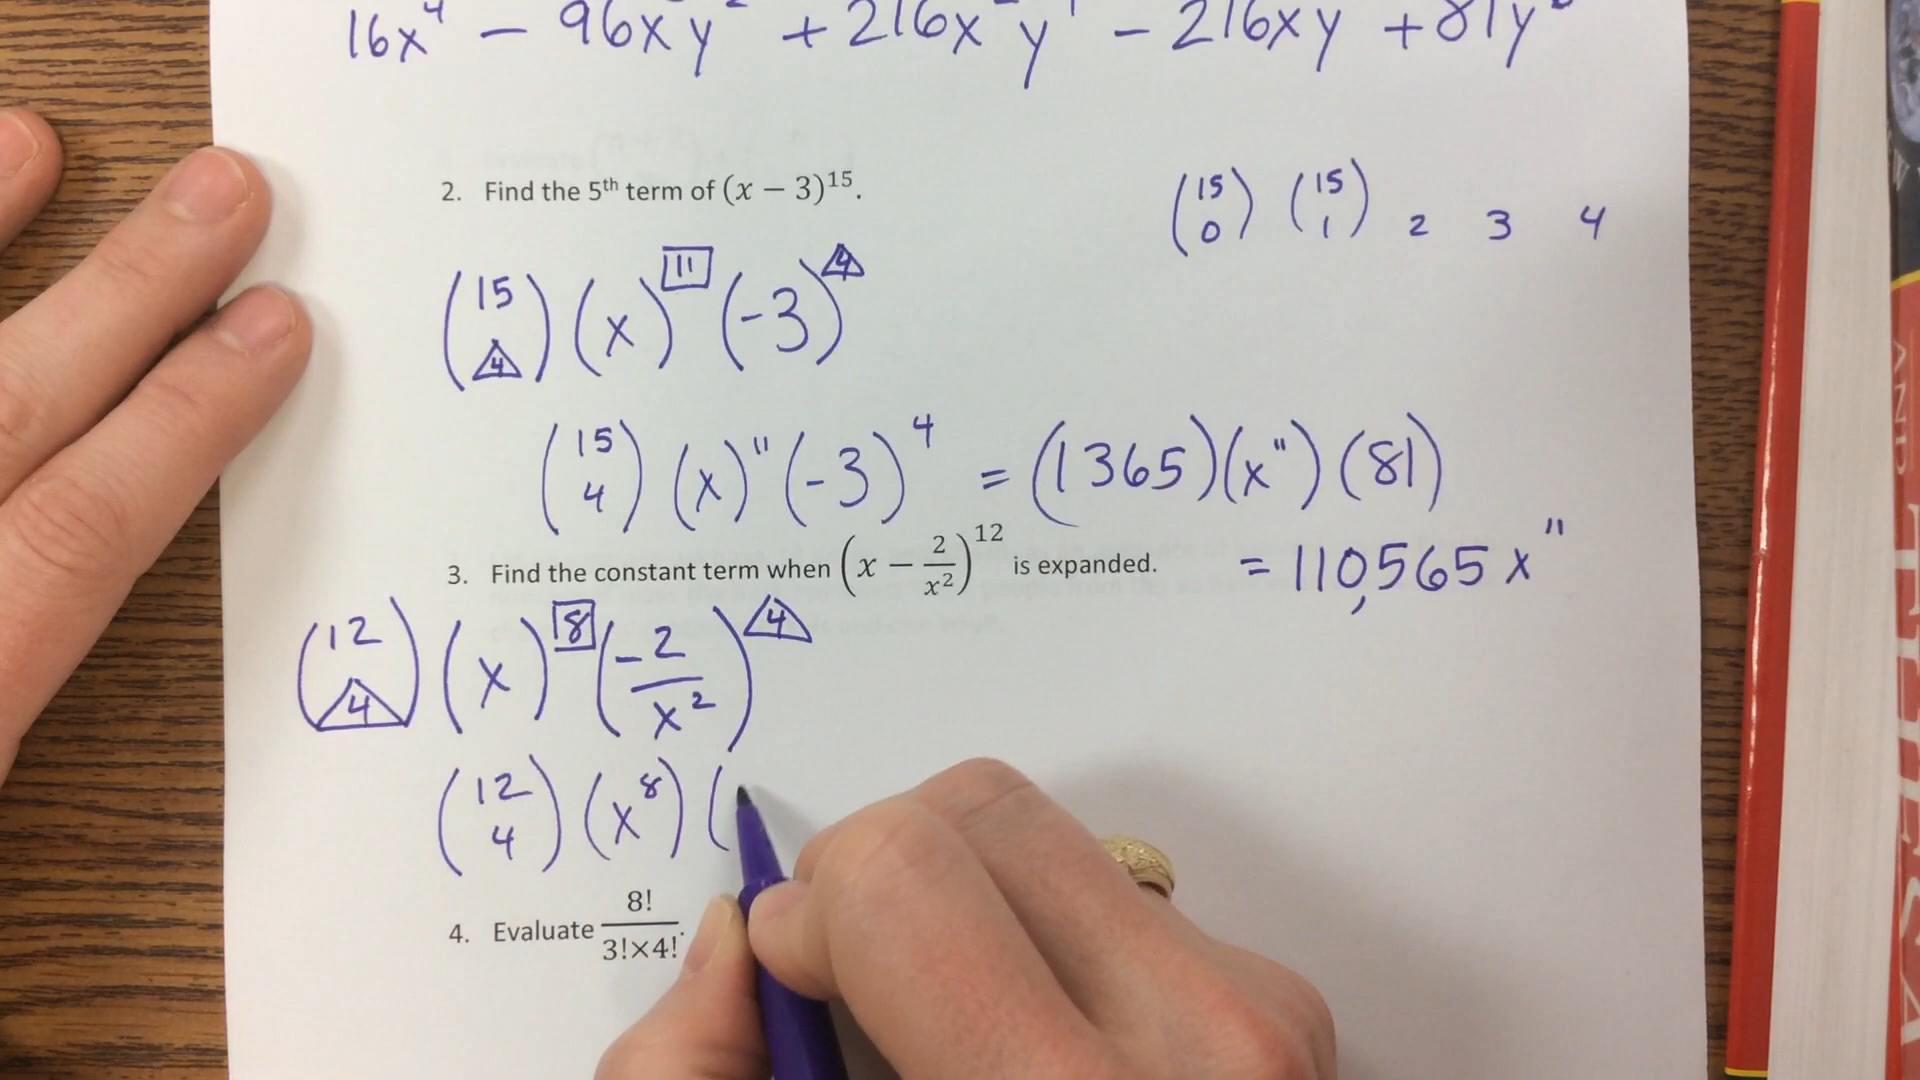 16x⁴ − 96xy + 216x y − 216xy + 81y
2. Find the 5th term of (x − 3)¹⁵.
(15 0) (15 1) 2 3 4
(15 4) (x)¹¹ (-3)⁴
(15 4) (x)¹¹ (-3)⁴ = (1365)(x¹¹)(81)
3. Find the constant term when (x − 2/x²)¹² is expanded.
= 110,565 x¹¹
(12 4) (x)⁸ (-2/x²)⁴
(12 4) (x⁸) (
4. Evaluate 8!/3!×4!.
AND